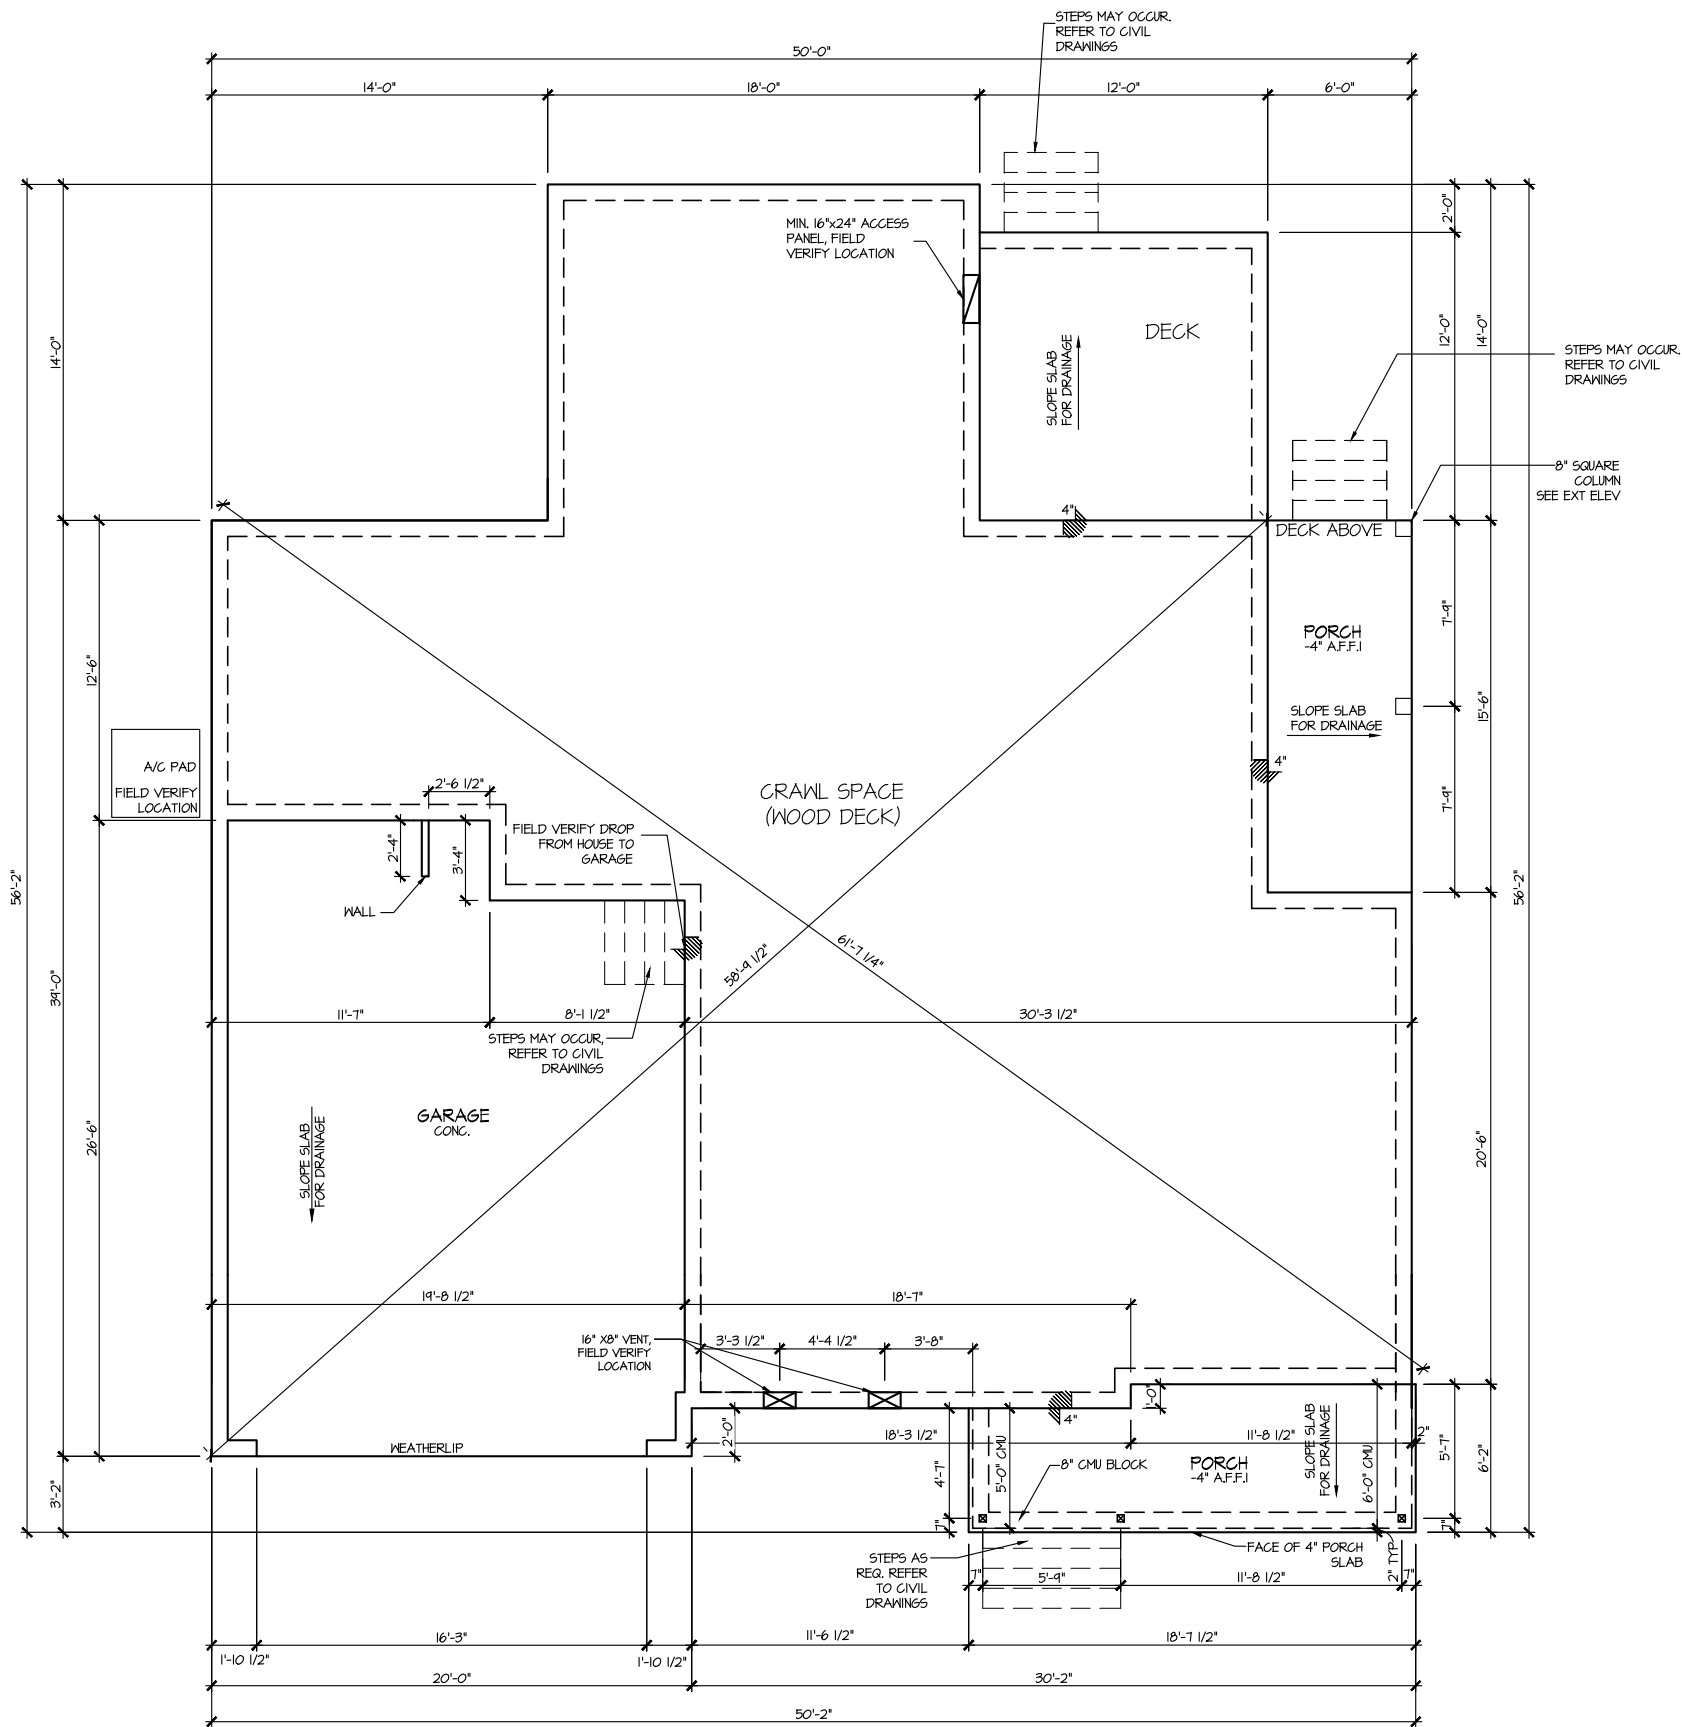 STEPS MAY OCCUR.
REFER TO CIVIL
DRAWINGS
50'-0"
14'-0"
18'-0"
12'-0"
6'-0"
MIN. 16"x24" ACCESS
PANEL, FIELD
VERIFY LOCATION
2'-0"
DECK
SLOPE SLAB
FOR DRAINAGE
14'-0"
12'-0"
14'-0"
STEPS MAY OCCUR.
REFER TO CIVIL
DRAWINGS
8" SQUARE
COLUMN
SEE EXT ELEV
4"
DECK ABOVE
7'-9"
PORCH
-4" A.F.F.I
12'-6"
15'-6"
SLOPE SLAB
FOR DRAINAGE
A/C PAD
FIELD VERIFY
LOCATION
4"
7'-9"
2'-6 1/2"
CRAWL SPACE
(WOOD DECK)
FIELD VERIFY DROP
FROM HOUSE TO
GARAGE
2'-4"
3'-4"
56'-2"
56'-2"
WALL
61'-7 1/4"
58'-9 1/2"
39'-0"
11'-7"
8'-1 1/2"
30'-3 1/2"
STEPS MAY OCCUR,
REFER TO CIVIL
DRAWINGS
GARAGE
CONC.
26'-6"
20'-6"
SLOPE SLAB
FOR DRAINAGE
19'-8 1/2"
18'-7"
16" X8" VENT,
FIELD VERIFY
LOCATION
3'-3 1/2"
4'-4 1/2"
3'-8"
1'-0"
4"
2'-0"
18'-3 1/2"
11'-8 1/2"
2"
WEATHERLIP
SLOPE SLAB
FOR DRAINAGE
5'-0" CMU
8" CMU BLOCK
PORCH
-4" A.F.F.I
6'-0" CMU
4'-7"
5'-7"
6'-2"
3'-2"
7"
7"
FACE OF 4" PORCH
SLAB
2" TYP
STEPS AS
REQ. REFER
TO CIVIL
DRAWINGS
7"
5'-9"
11'-8 1/2"
7"
1'-10 1/2"
16'-3"
1'-10 1/2"
11'-6 1/2"
18'-7 1/2"
20'-0"
30'-2"
50'-2"